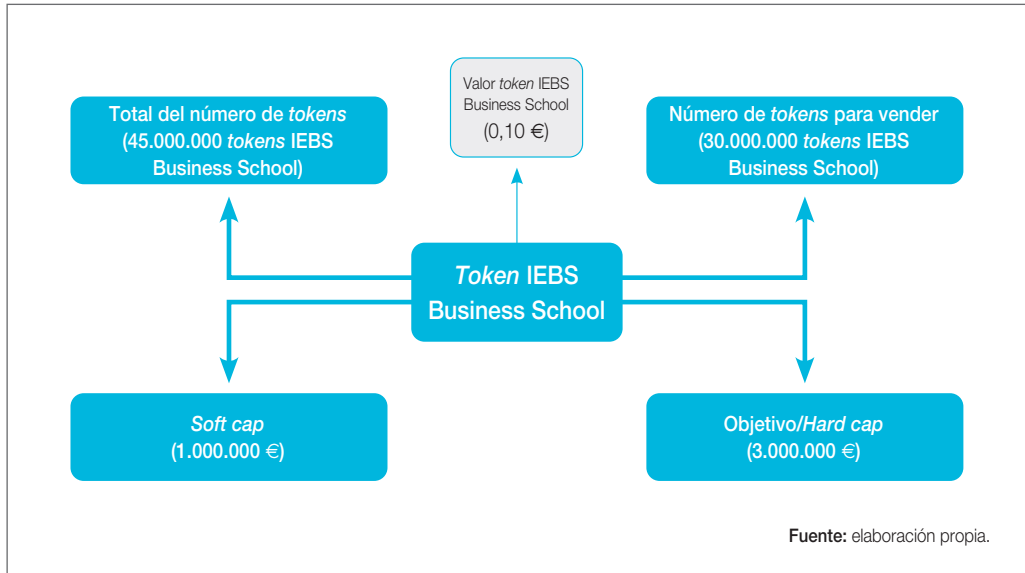 Valor token IEBS
Business School
(0,10 €)
Total del número de tokens
(45.000.000 tokens IEBS
Business School)
Número de tokens para vender
(30.000.000 tokens IEBS
Business School)
Token IEBS
Business School
Soft cap
(1.000.000 €)
Objetivo/Hard cap
(3.000.000 €)
Fuente: elaboración propia.